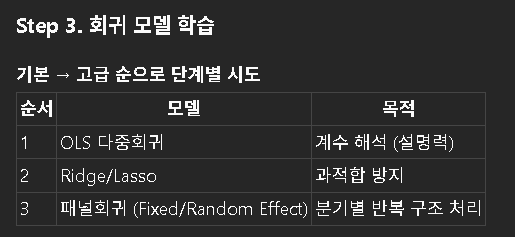 Step 3. 회귀 모델 학습
기본 → 고급 순으로 단계별 시도
순서 모델 목적
1 OLS 다중회귀 계수 해석 (설명력)
2 Ridge/Lasso 과적합 방지
3 패널회귀 (Fixed/Random Effect) 분기별 반복 구조 처리